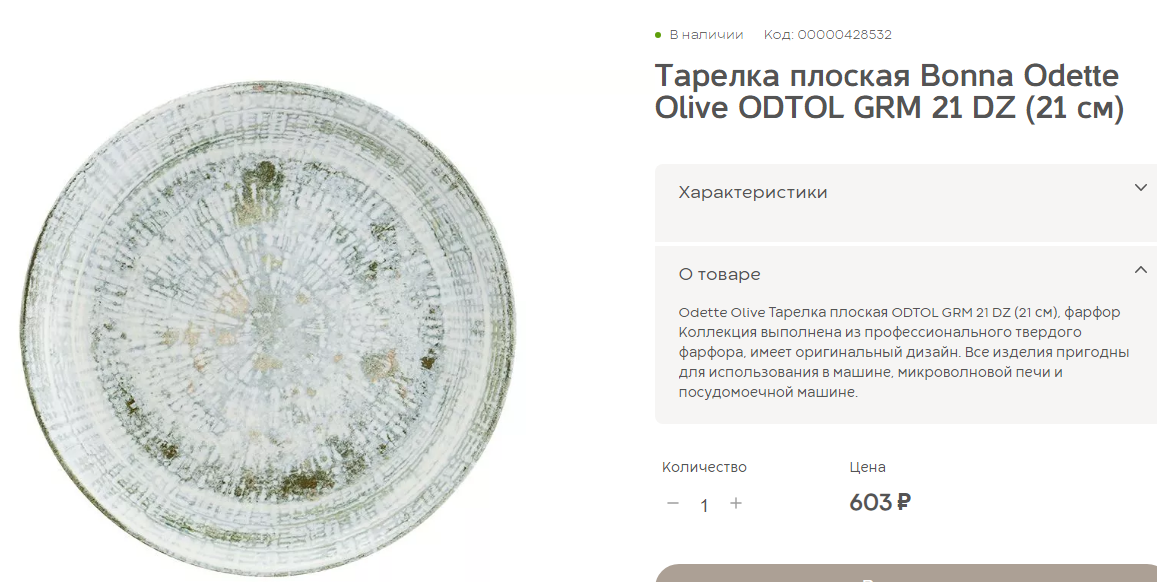 В наличии Код: 00000428532
Тарелка плоская Bonna Odette
Olive ODTOL GRM 21 DZ (21 см)
Характеристики
О товаре
Odette Olive Тарелка плоская ODTOL GRM 21 DZ (21 см), фарфор
Коллекция выполнена из профессионального твердого
фарфора, имеет оригинальный дизайн. Все изделия пригодны
для использования в машине, микроволновой печи и
посудомоечной машине.
Количество Цена
1 603 ₽